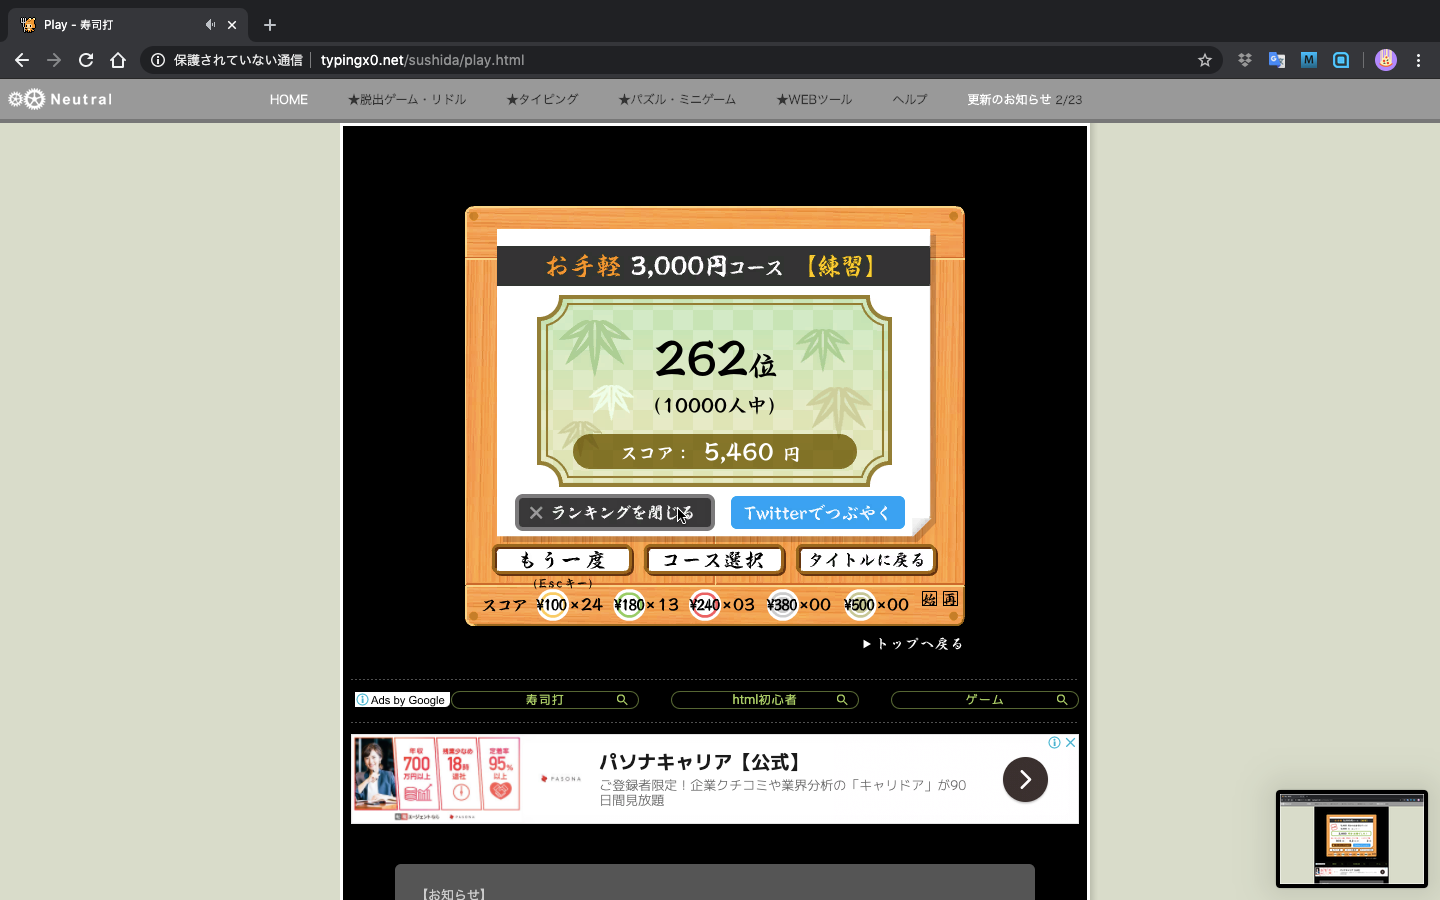 Play - 寿司打
保護されていない通信 typingx0.net/sushida/play.html
Neutral HOME ★脱出ゲーム・リドル ★タイピング ★パズル・ミニゲーム ★WEBツール ヘルプ 更新のお知らせ 2/23
お手軽 3,000円コース 【練習】
262位
(10000人中)
スコア： 5,460 円
ランキングを閉じる Twitterでつぶやく
もう一度 コース選択 タイトルに戻る
(Escキー)
スコア ¥100×24 ¥180×13 ¥240×03 ¥380×00 ¥500×00 始 再
▶トップへ戻る
Ads by Google 寿司打 html初心者 ゲーム
年収 700 万円以上
残業少なめ 18時 退社
定着率 95% 以上
PASONA
パソナキャリア【公式】
ご登録者限定！企業クチコミや業界分析の「キャリドア」が90
日間見放題
【お知らせ】